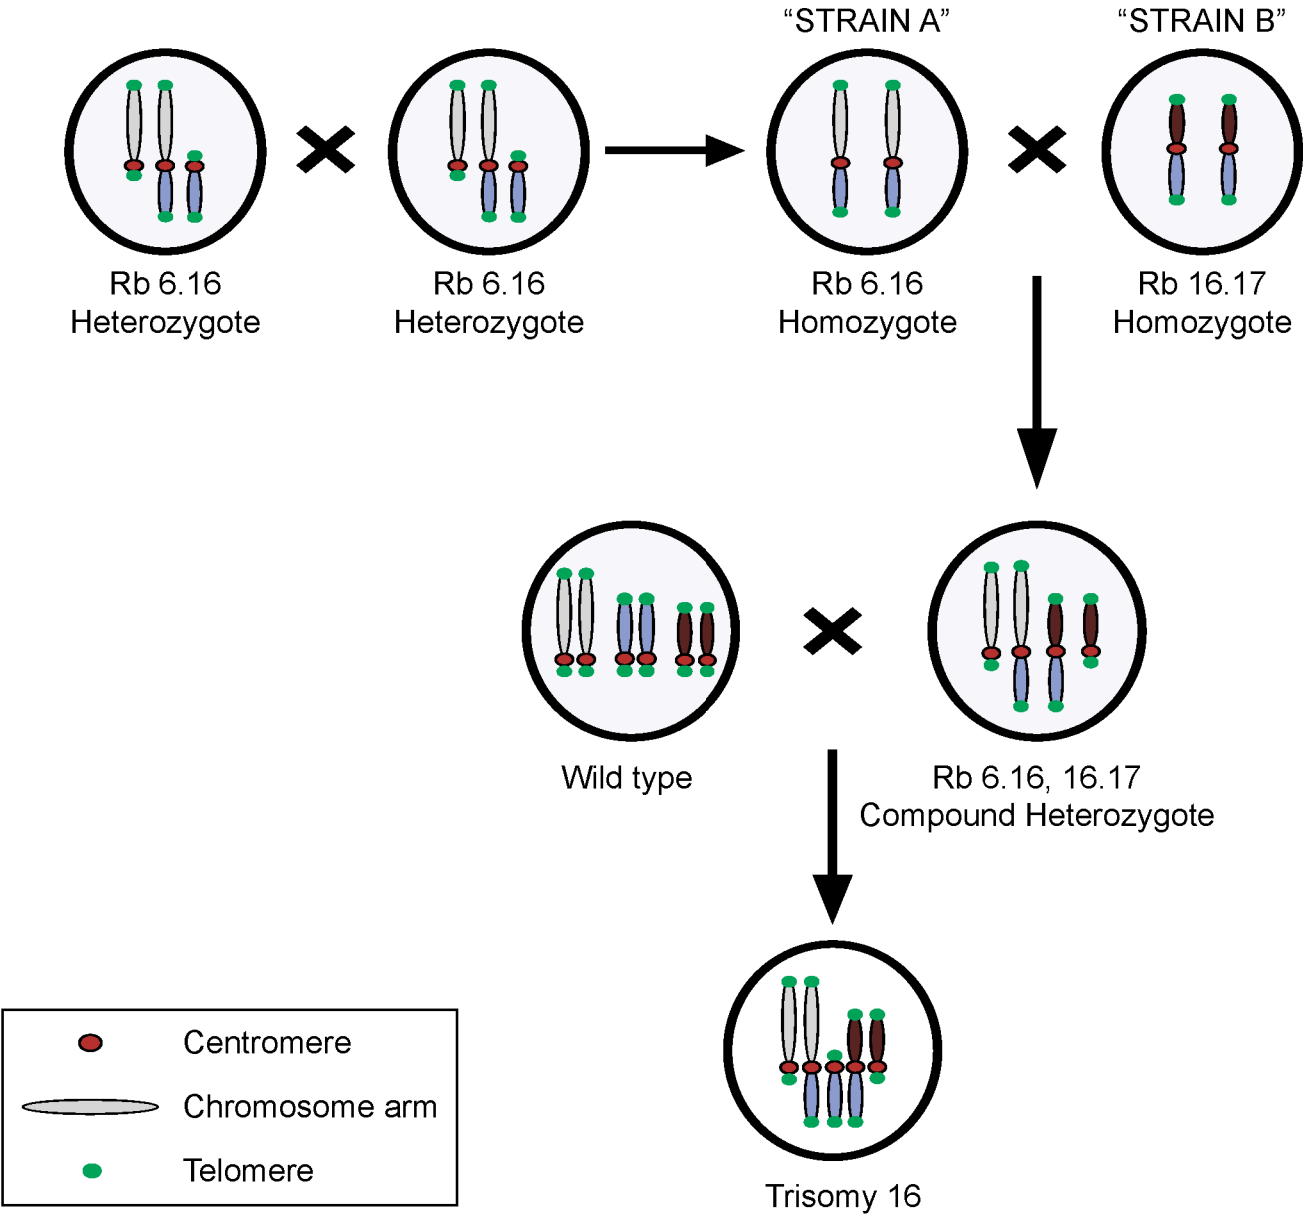 “STRAIN A”
“STRAIN B”
Rb 6.16
Heterozygote
Rb 6.16
Heterozygote
Rb 6.16
Homozygote
Rb 16.17
Homozygote
Wild type
Rb 6.16, 16.17
Compound Heterozygote
Centromere
Chromosome arm
Telomere
Trisomy 16